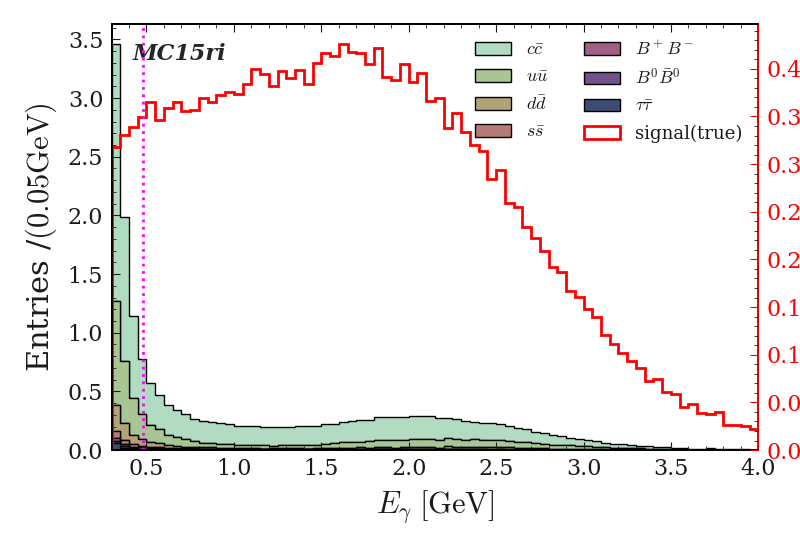 MC15ri
cc̄
uū
dd̄
ss̄
B⁺B⁻
B⁰B̄⁰
ττ̄
signal(true)
Entries /(0.05GeV)
3.5
3.0
2.5
2.0
1.5
1.0
0.5
0.0
0.4
0.3
0.3
0.2
0.2
0.1
0.1
0.0
0.0
0.5 1.0 1.5 2.0 2.5 3.0 3.5 4.0
E_γ [GeV]